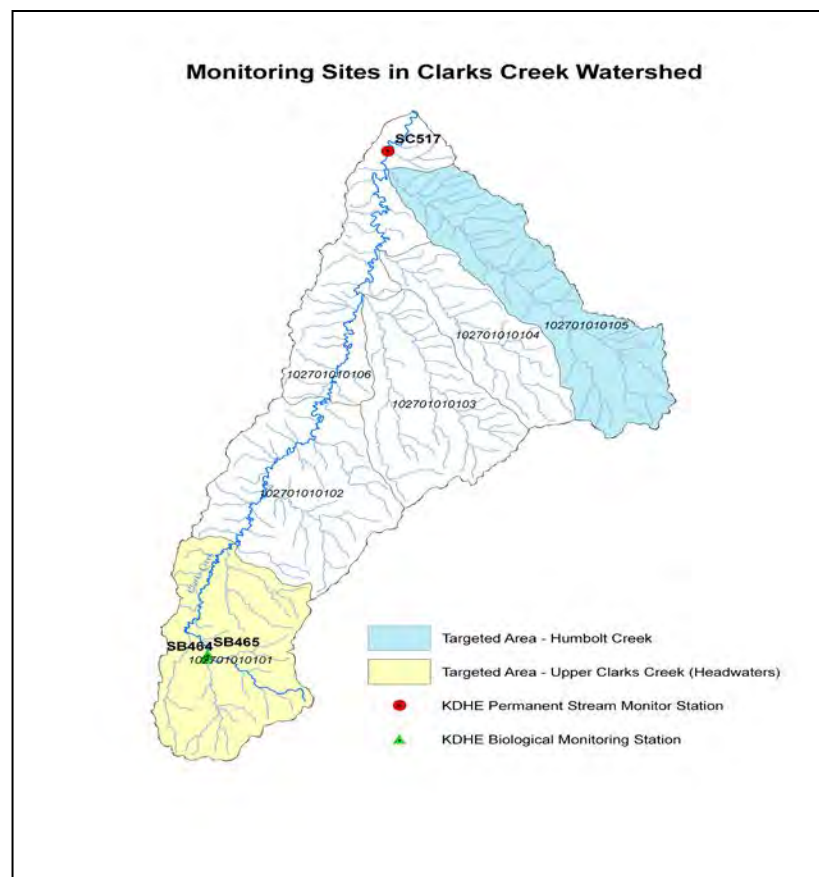 Monitoring Sites in Clarks Creek Watershed
SC517
102701010105
102701010104
102701010106
102701010103
102701010102
SB465
SB464
102701010101
Targeted Area - Humbolt Creek
Targeted Area - Upper Clarks Creek (Headwaters)
KDHE Permanent Stream Monitor Station
KDHE Biological Monitoring Station